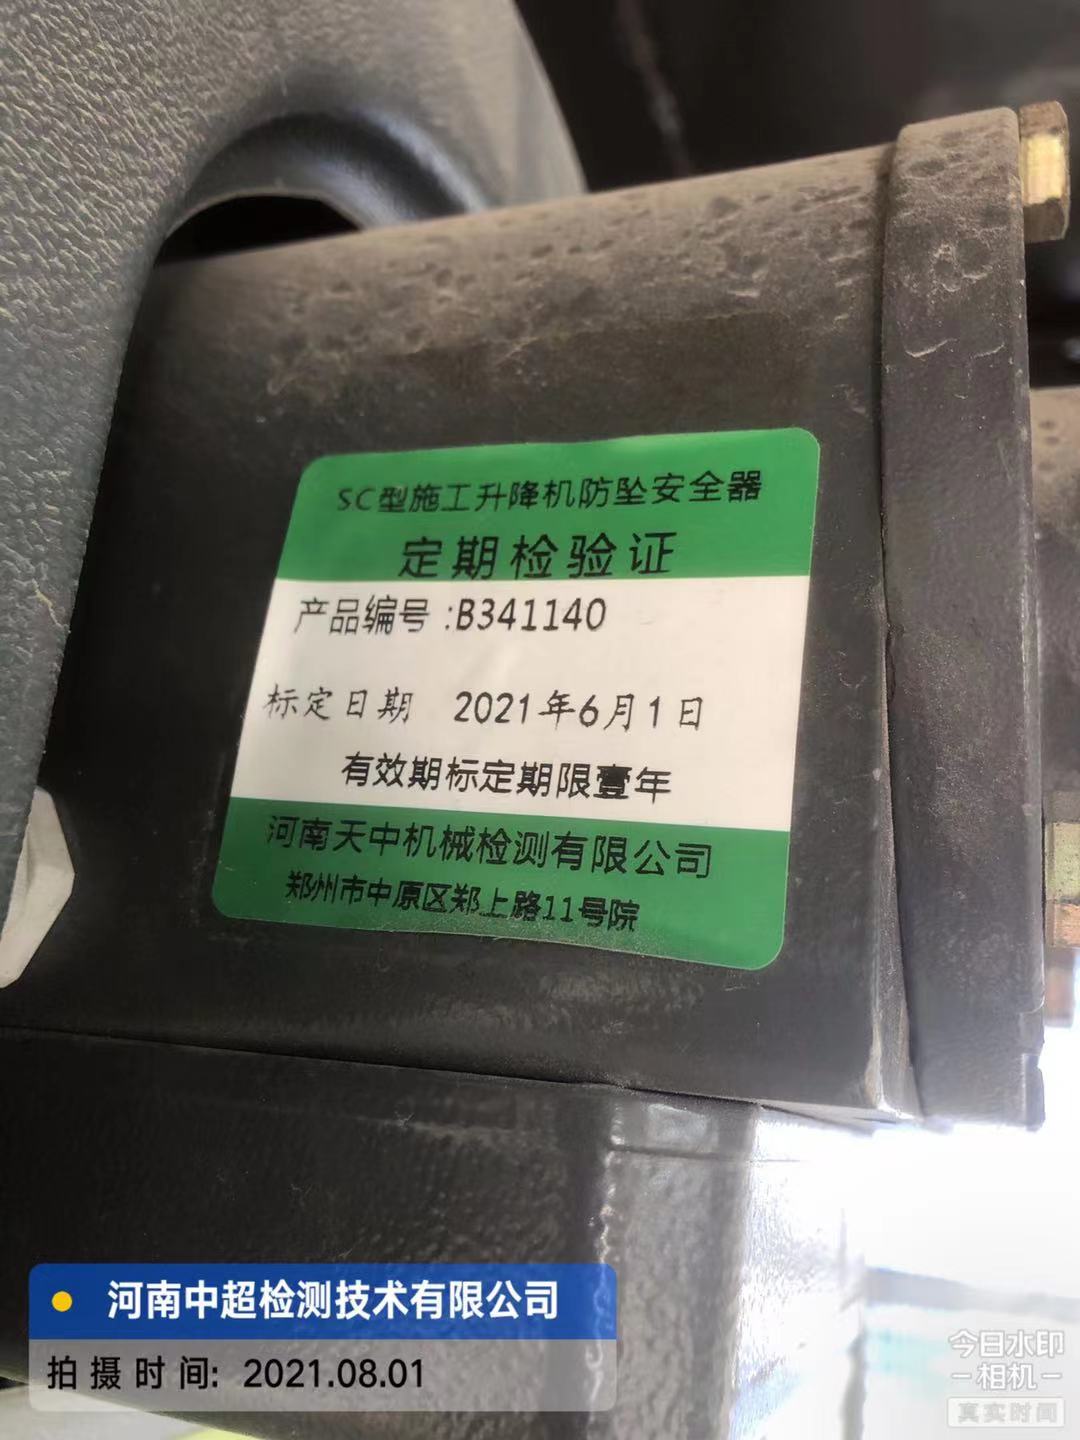 SC型施工升降机防坠安全器
定期检验证
产品编号:B341140
标定日期 2021年6月1日
有效期标定期限壹年
河南天中机械检测有限公司
郑州市中原区郑上路11号院
河南中超检测技术有限公司
拍摄时间: 2021.08.01
今日水印
相机
真实时间